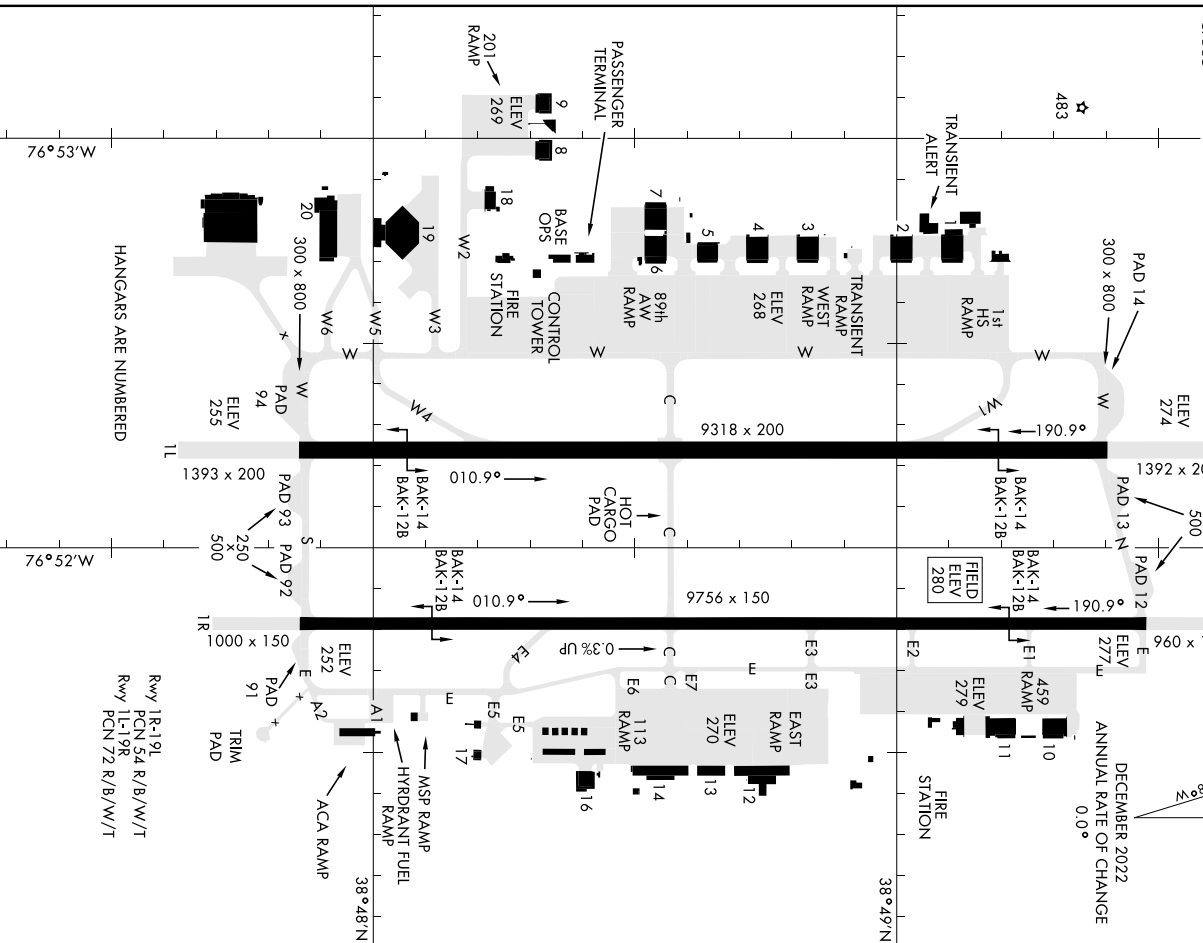 483
TRANSIENT
ALERT
PAD 14
300 x 800
ELEV
274
PASSENGER
TERMINAL
201
RAMP
ELEV
269
9
8
18
BASE
OPS
7
6
5
4
3
2
1
76°53'W
20
19
W2
300 x 800
HANGARS ARE NUMBERED
W6
W5
W3
FIRE
STATION
CONTROL
TOWER
89th
AW
RAMP
ELEV
268
WEST
RAMP
TRANSIENT
RAMP
1st
HS
RAMP
W
W
W
W
W
W
PAD
94
ELEV
255
W4
C
W1
1L
9318 x 200
190.9°
1393 x 200
010.9°
BAK-14
BAK-12B
BAK-14
BAK-12B
PAD 93
HOT
CARGO
PAD
PAD 13
N
S
C
500
250
x
500
76°52'W
PAD 92
BAK-14
BAK-12B
BAK-14
BAK-12B
FIELD
ELEV
280
PAD 12
1R
010.9°
9756 x 150
190.9°
1000 x 150
ELEV
252
E4
0.3% UP
C
C
E3
E2
E1
ELEV
277
E
E
E
E
E
PAD
91
A2
A1
E5
E5
E6
E7
E3
459
RAMP
ELEV
279
113
RAMP
ELEV
270
EAST
RAMP
TRIM
PAD
17
16
14
13
12
11
10
Rwy 1R-19L
PCN 54 R/B/W/T
Rwy 1L-19R
PCN 72 R/B/W/T
ACA RAMP
HYRDRANT FUEL
RAMP
MSP RAMP
FIRE
STATION
DECEMBER 2022
ANNUAL RATE OF CHANGE
0.0°
38°48'N
38°49'N